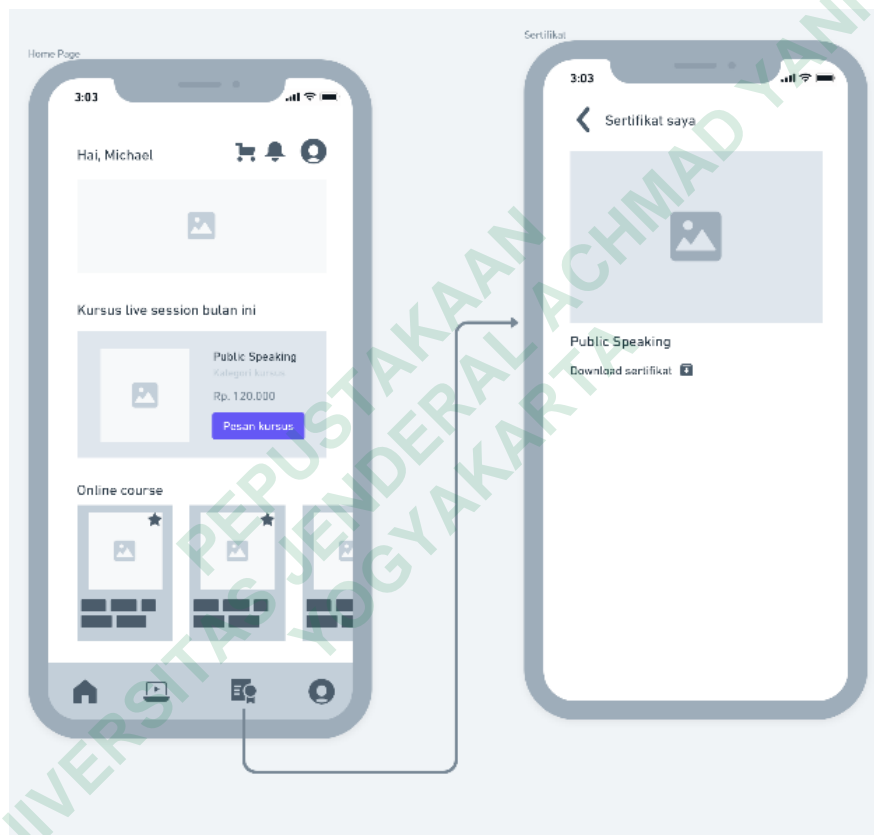 Home Page
3:03
Hai, Michael
Kursus live session bulan ini
Public Speaking
Kategori kursus
Rp. 120.000
Pesan kursus
Online course
Sertifikat
3:03
Sertifikat saya
Public Speaking
Download sertifikat
PEPUSTAKAAN
IIVERSITAS JENDERAL ACHMAD YANI
YOGYAKARTA